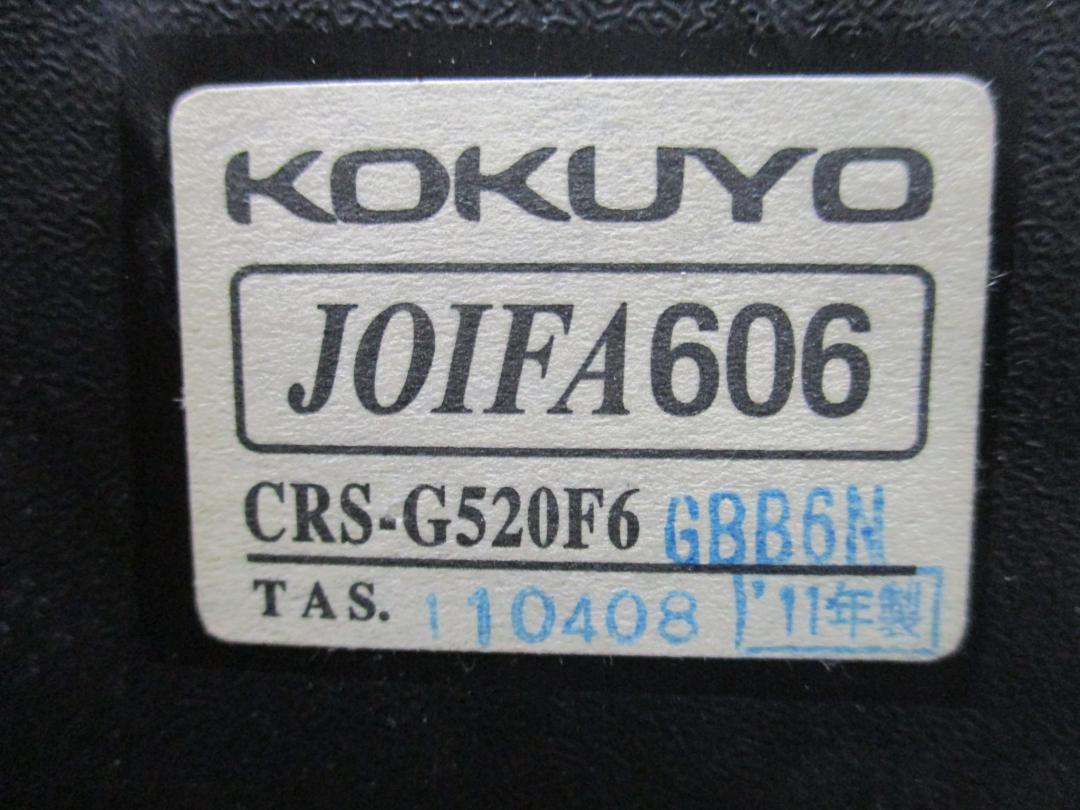 KOKUYO
JOIFA606
CRS-G520F6 GBB6N
TAS. 110408 '11年製